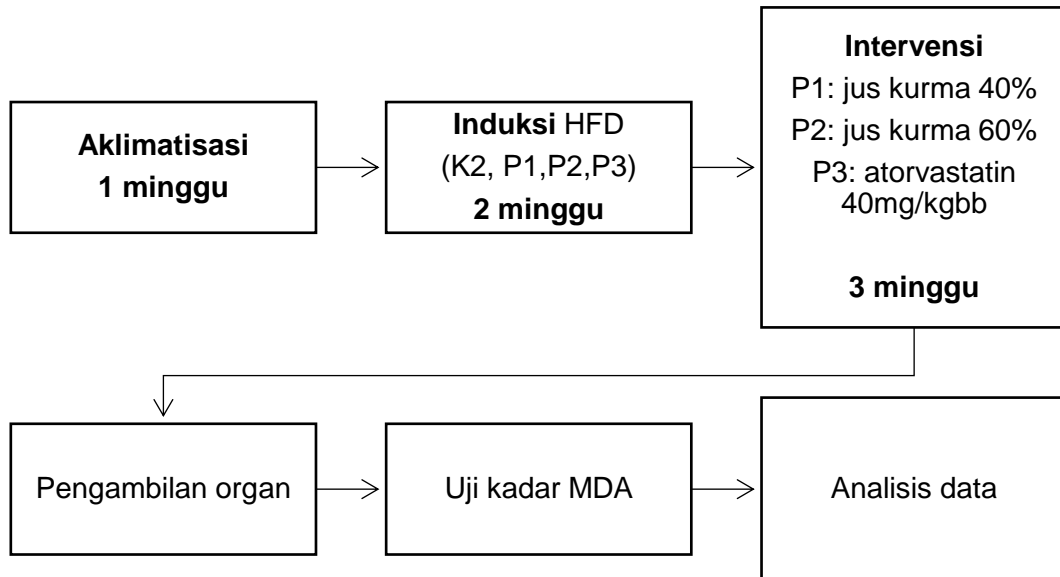 Aklimatisasi
1 minggu
Induksi HFD
(K2, P1,P2,P3)
2 minggu
Intervensi
P1: jus kurma 40%
P2: jus kurma 60%
P3: atorvastatin
40mg/kgbb
3 minggu
Pengambilan organ
Uji kadar MDA
Analisis data